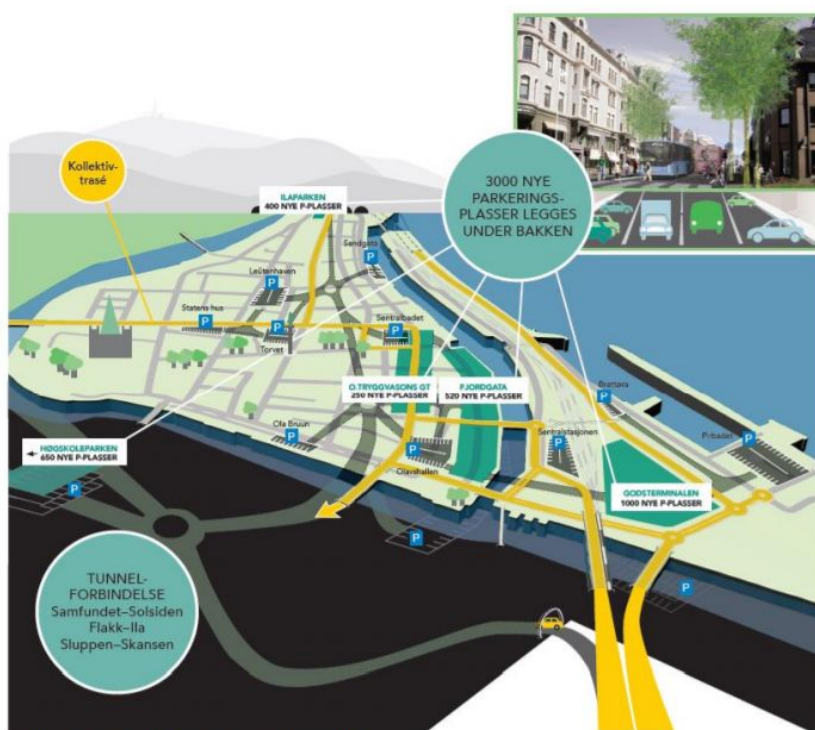 Kollektiv-
trasé
ILAPARKEN
400 NYE P-PLASSER
3000 NYE
PARKERINGS-
PLASSER LEGGES
UNDER BAKKEN
Sandgata
P
Leütenhaven
P
Statens hus
P
P
Torvet
Sentralbadet
P
O.TRYGGVASONS GT
250 NYE P-PLASSER
FJORDGATA
520 NYE P-PLASSER
Brattøra
P
Ola Bruun
P
P
Olavshallen
Sentralstasjonen
P
Pirbadet
P
HØGSKOLEPARKEN
650 NYE P-PLASSER
P
GODSTERMINALEN
1000 NYE P-PLASSER
P
P
TUNNEL-
FORBINDELSE
Samfundet–Solsiden
Flakk–Ila
Sluppen–Skansen